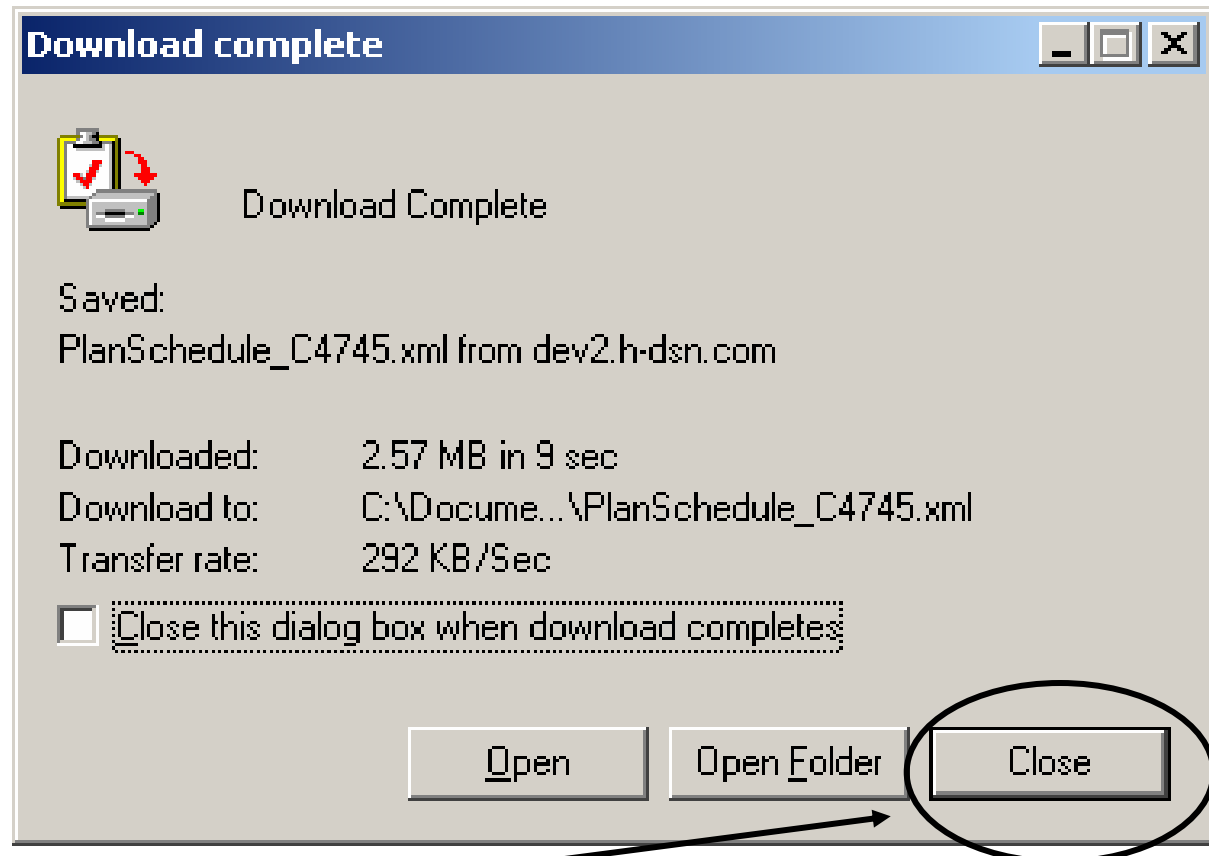 Download complete
Download Complete
Saved:
PlanSchedule_C4745.xml from dev2.h-dsn.com
Downloaded: 2.57 MB in 9 sec
Download to: C:\Docume...\PlanSchedule_C4745.xml
Transfer rate: 292 KB/Sec
Close this dialog box when download completes
Open Open Folder Close